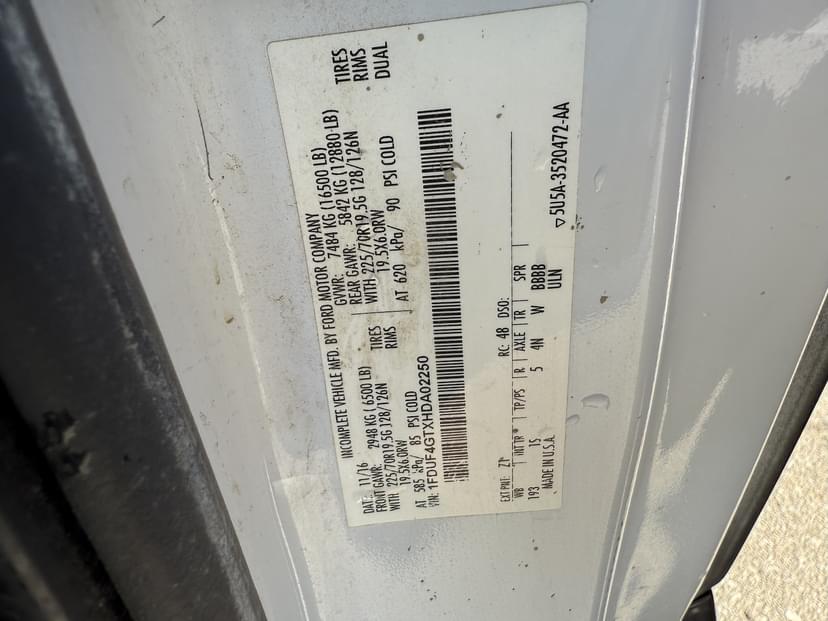 INCOMPLETE VEHICLE MFD. BY FORD MOTOR COMPANY
DATE: 11/16 GVWR: 7484 KG (16500 LB)
FRONT GAWR: 2948 KG (6500 LB) REAR GAWR: 5842 KG (12880 LB)
WITH 225/70R19.5G 128/126N TIRES WITH 225/70R19.5G 128/126N TIRES
19.5X6.0RW RIMS 19.5X6.0RW RIMS
AT 585 kPa/ 85 PSI COLD AT 620 kPa/ 90 PSI COLD DUAL
VIN: 1FDUF4GTXHDA02250
EXT PNT: Z1 RC: 48 DSO:
WB INT TR TP/PS R AXLE TR SPR
193 1S 5 4N W BBBB
MADE IN U.S.A. ULN
▽5U5A-3520472-AA